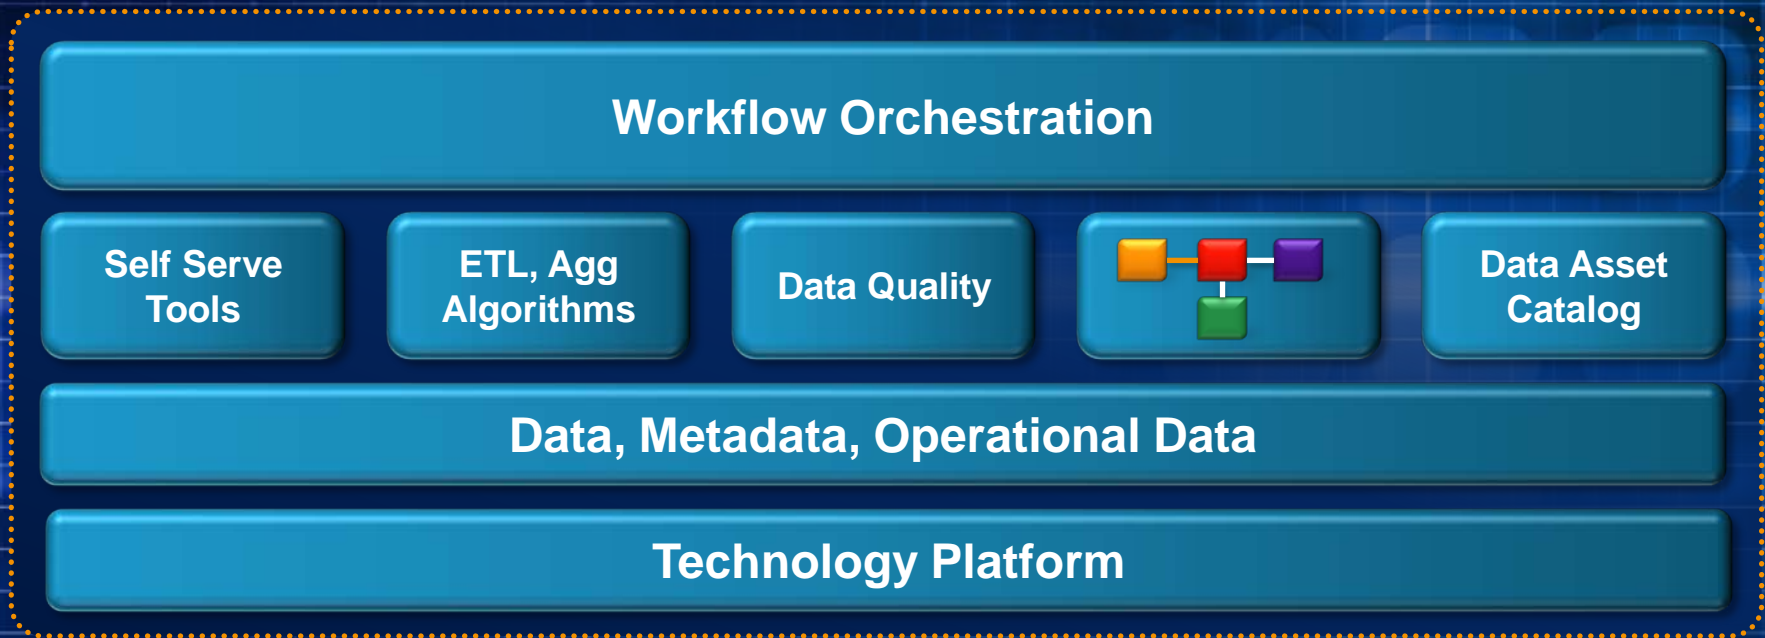 Workflow Orchestration
Self Serve
Tools
ETL, Agg
Algorithms
Data Quality
Data Asset
Catalog
Data, Metadata, Operational Data
Technology Platform